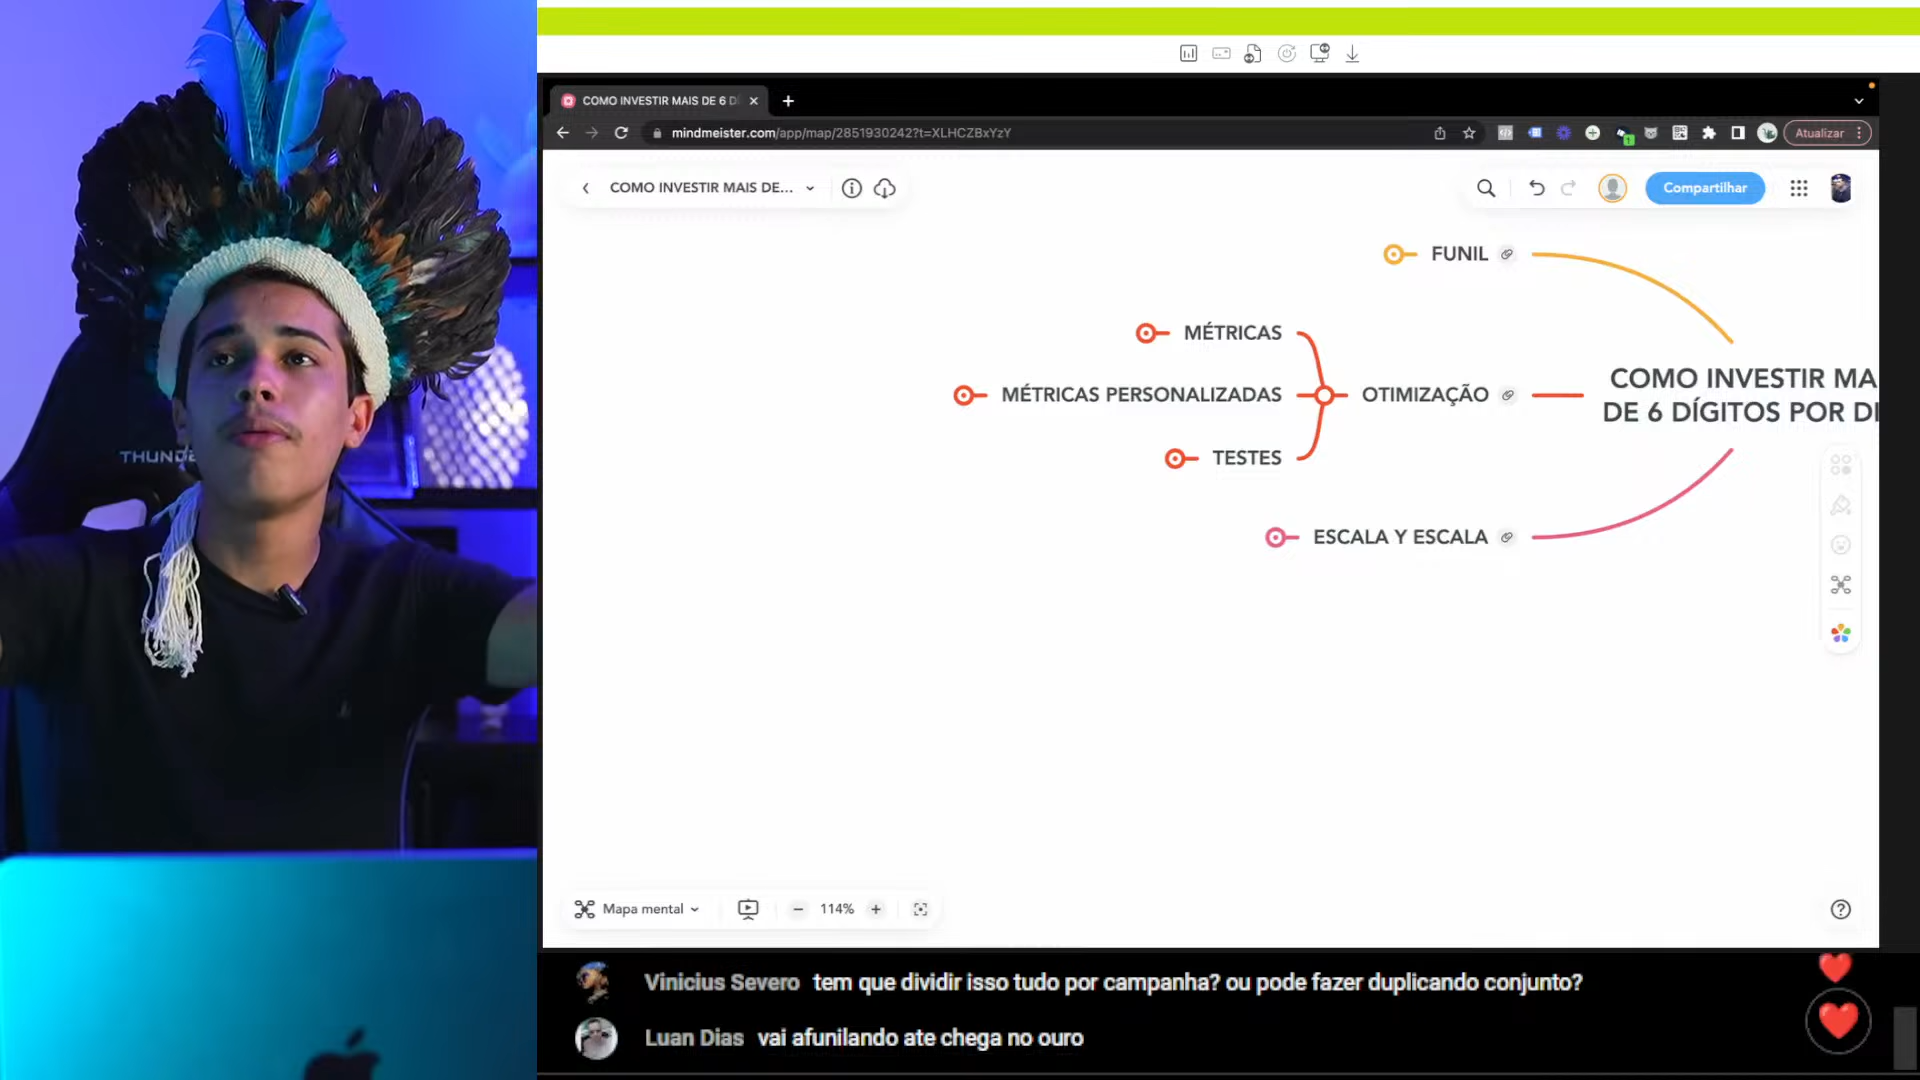 COMO INVESTIR MAIS DE 6 D
mindmeister.com/app/map/2851930242?t=XLHCZBxYzY
Atualizar
COMO INVESTIR MAIS DE...
Compartilhar
FUNIL
MÉTRICAS
MÉTRICAS PERSONALIZADAS
OTIMIZAÇÃO
TESTES
COMO INVESTIR MA
DE 6 DÍGITOS POR DI
ESCALA Y ESCALA
THUNDE
Mapa mental
114%
Vinicius Severo tem que dividir isso tudo por campanha? ou pode fazer duplicando conjunto?
Luan Dias vai afunilando ate chega no ouro